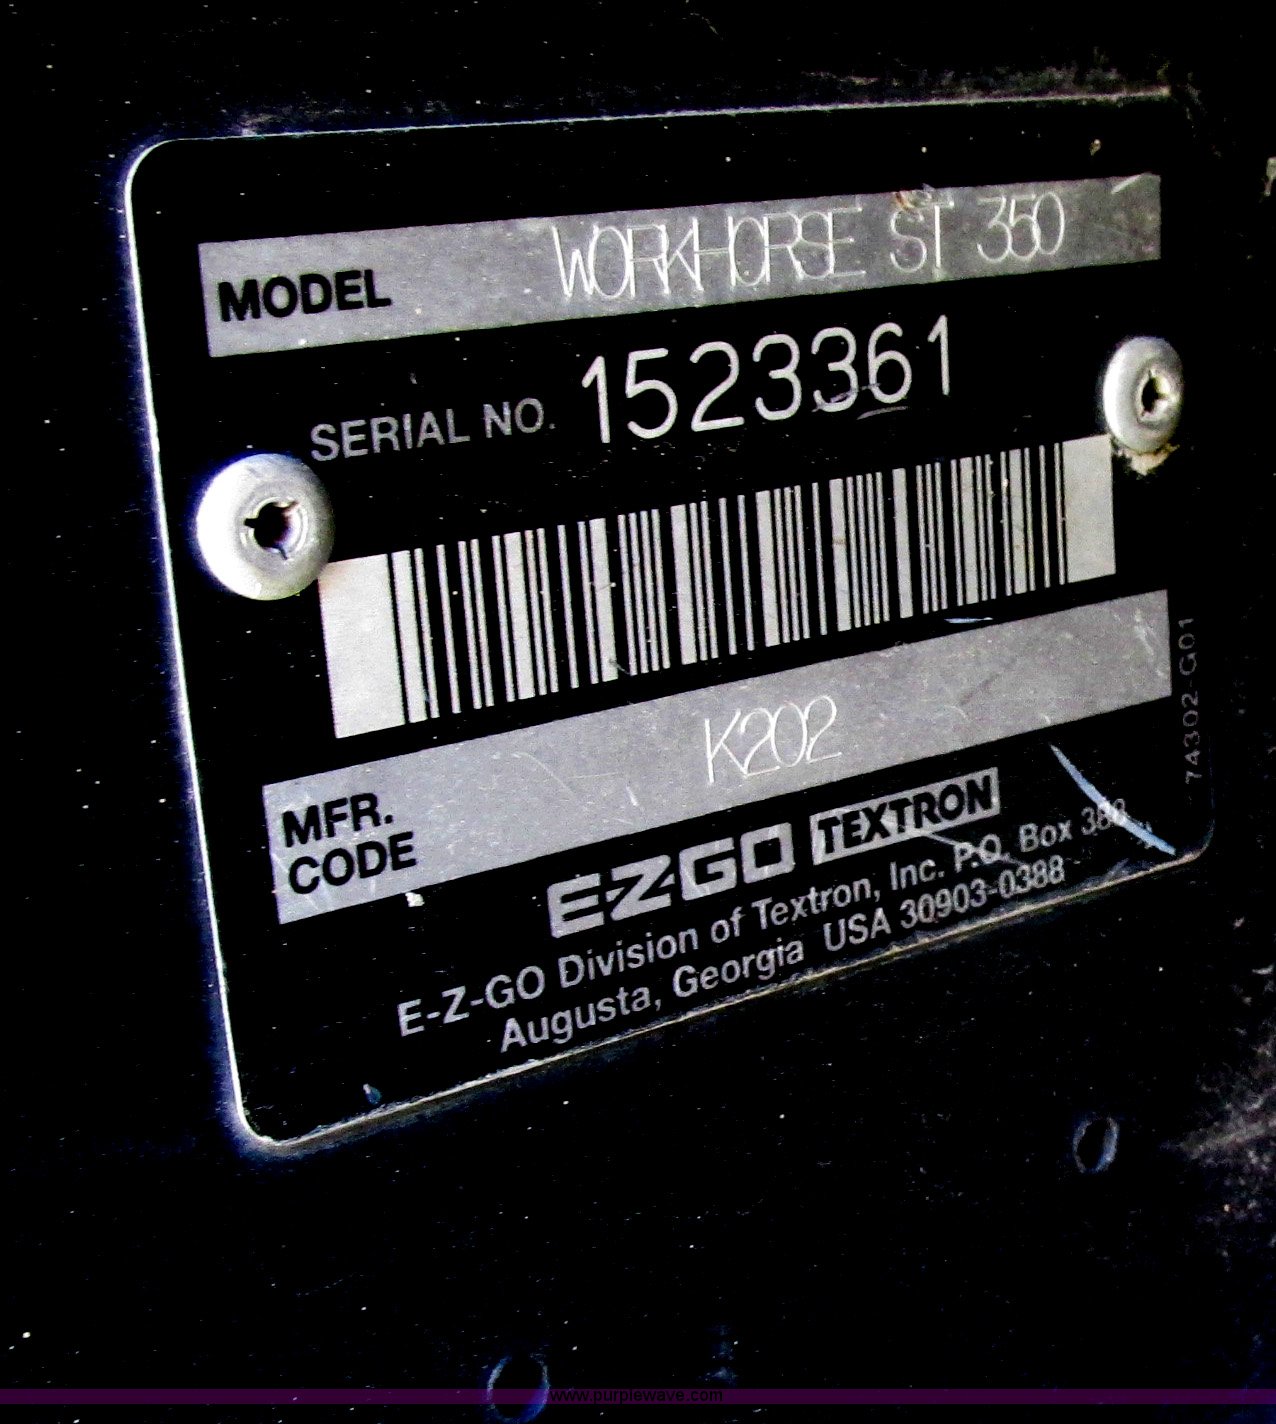 MODEL WORKHORSE ST 350
SERIAL NO. 1523361
MFR.
CODE
K202
E-Z-GO TEXTRON
E-Z-GO Division of Textron, Inc. P.O. Box 388
Augusta, Georgia USA 30903-0388
74302-G01
www.purplewave.com